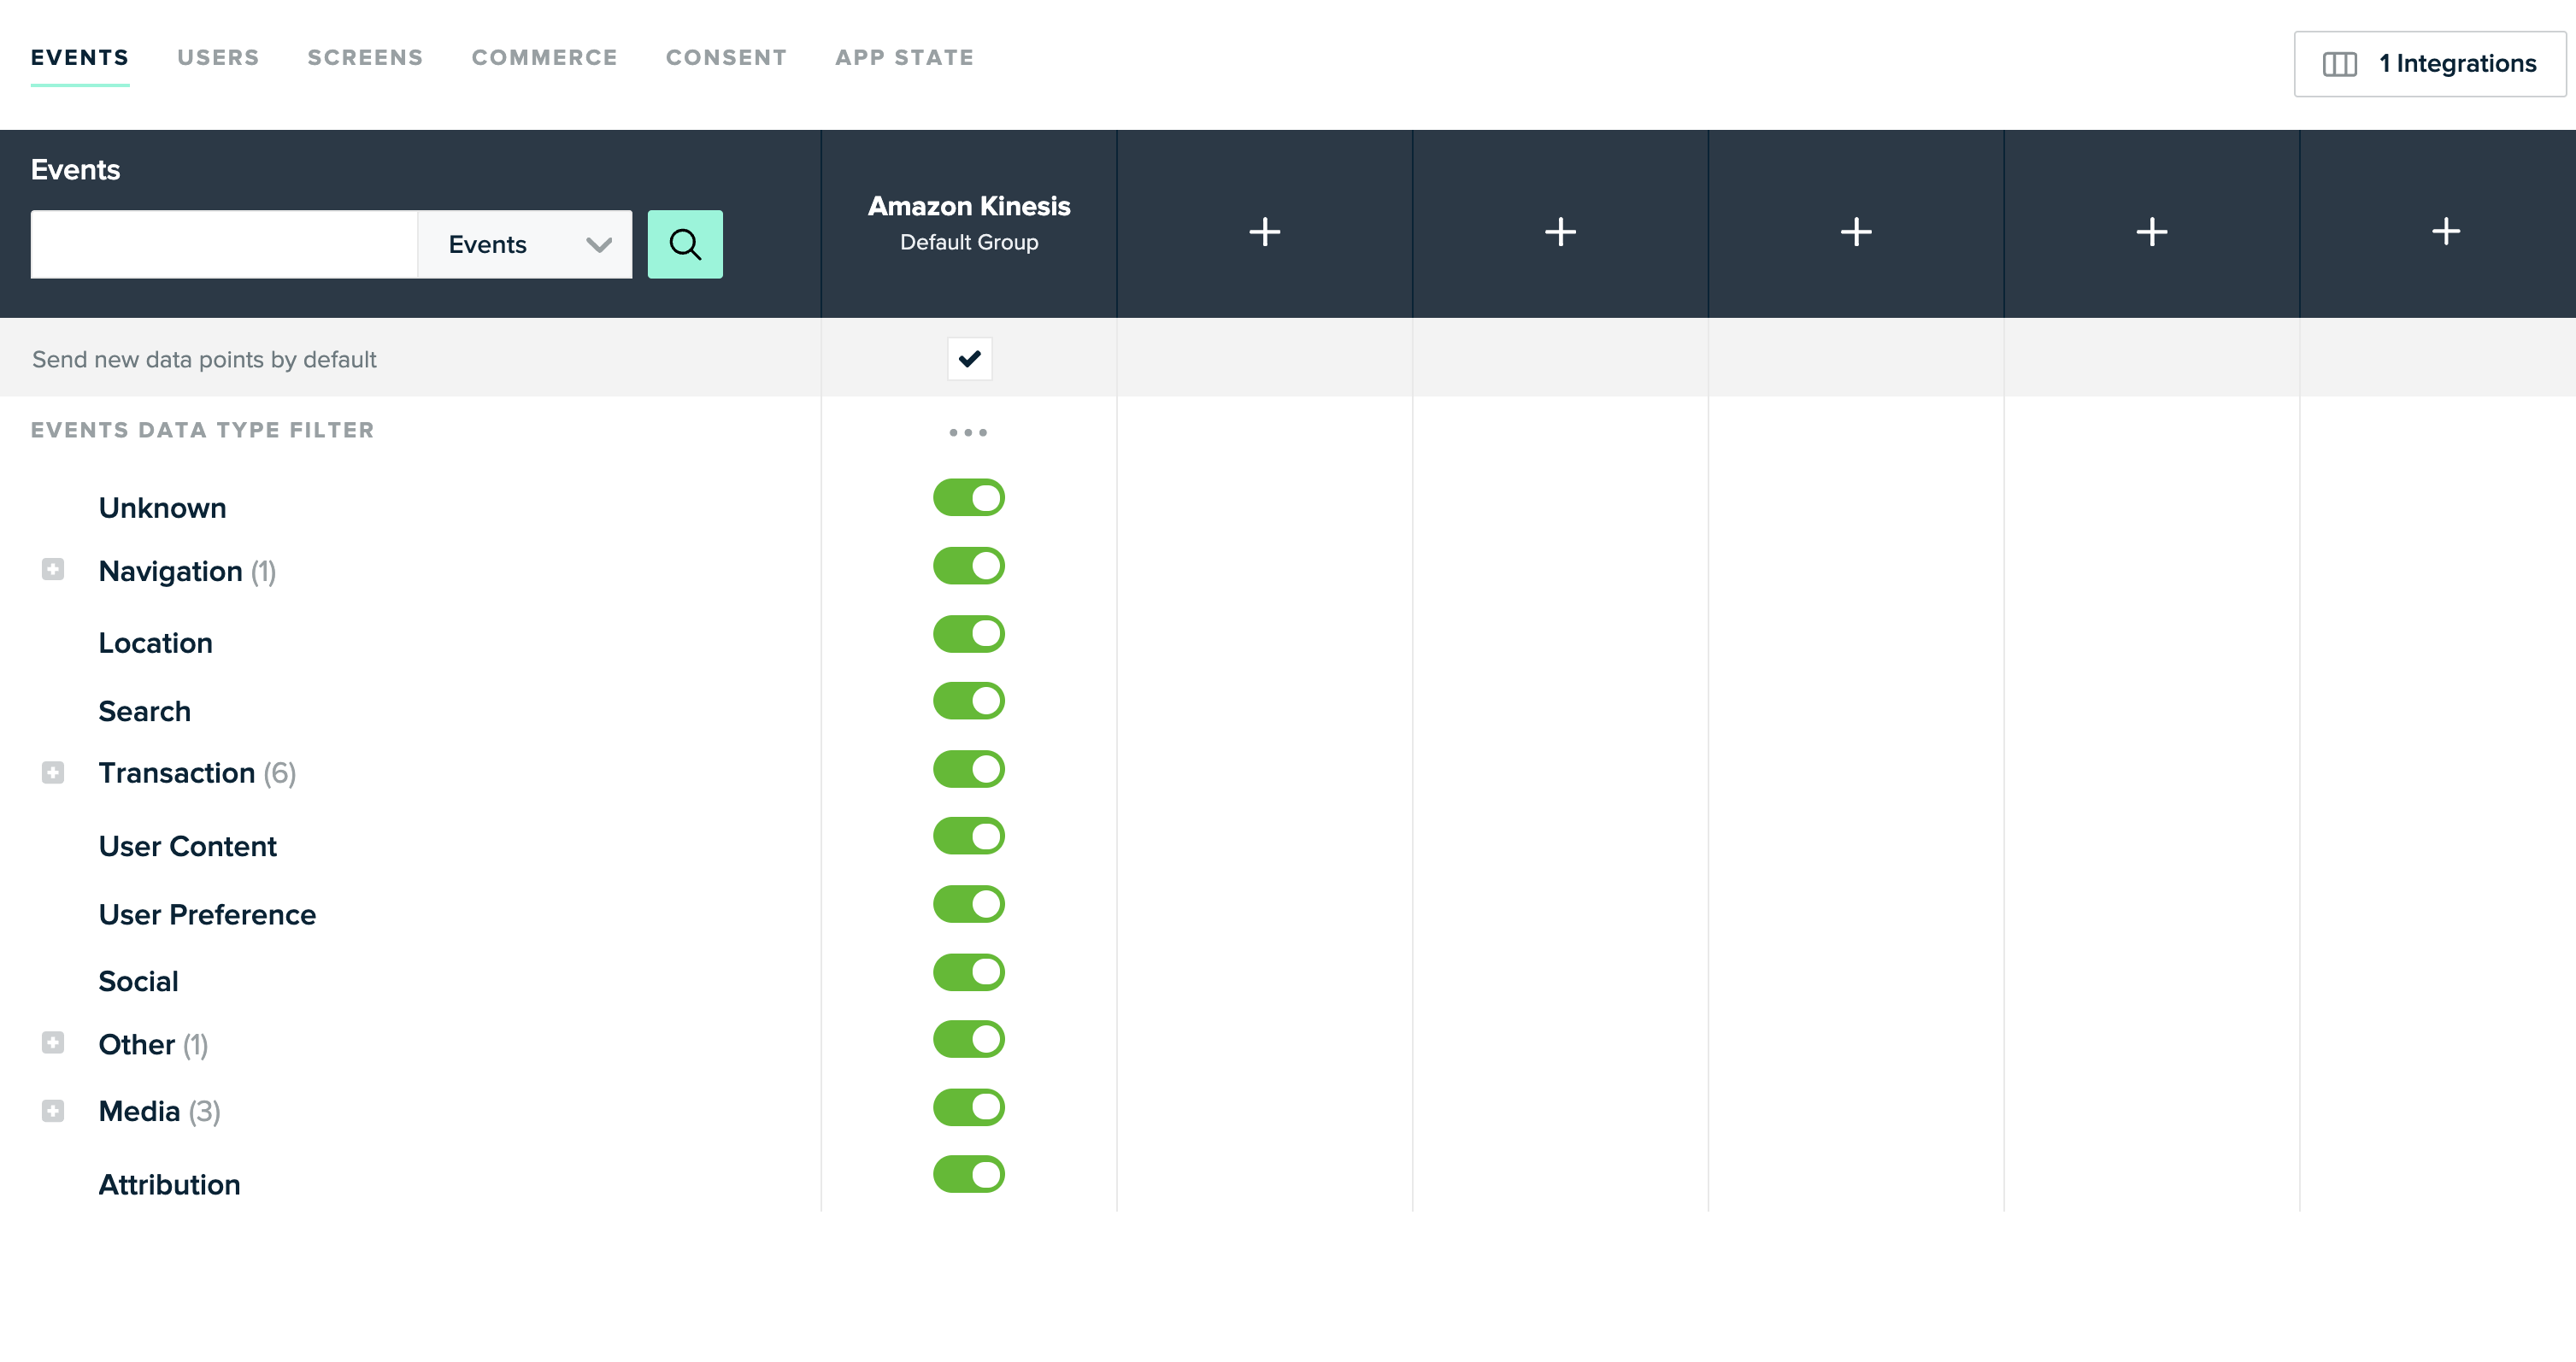 EVENTS
USERS
SCREENS
COMMERCE
CONSENT
APP STATE
1 Integrations
Events
Events
Amazon Kinesis
Default Group
Send new data points by default
EVENTS DATA TYPE FILTER
Unknown
Navigation (1)
Location
Search
Transaction (6)
User Content
User Preference
Social
Other (1)
Media (3)
Attribution